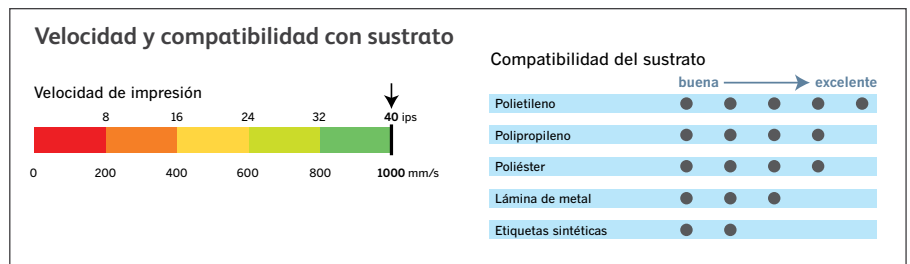 Velocidad y compatibilidad con sustrato
Velocidad de impresión
8 16 24 32 40 ips
0 200 400 600 800 1000 mm/s
Compatibilidad del sustrato
buena excelente
Polietileno
Polipropileno
Poliéster
Lámina de metal
Etiquetas sintéticas